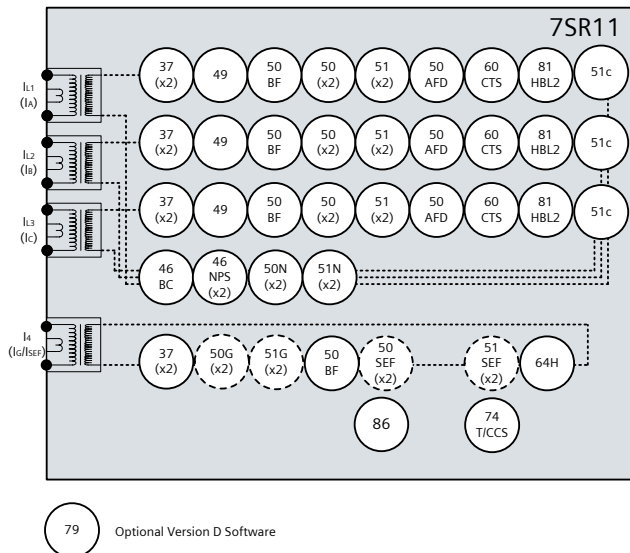 7SR11
IL1
(IA)
37
(x2)
49
50
BF
50
(x2)
51
(x2)
50
AFD
60
CTS
81
HBL2
51c
IL2
(IB)
37
(x2)
49
50
BF
50
(x2)
51
(x2)
50
AFD
60
CTS
81
HBL2
51c
IL3
(IC)
37
(x2)
49
50
BF
50
(x2)
51
(x2)
50
AFD
60
CTS
81
HBL2
51c
46
BC
46
NPS
(x2)
50N
(x2)
51N
(x2)
I4
(IG/ISEF)
37
(x2)
50G
(x2)
51G
(x2)
50
BF
50
SEF
(x2)
51
SEF
(x2)
64H
86
74
T/CCS
79
Optional Version D Software